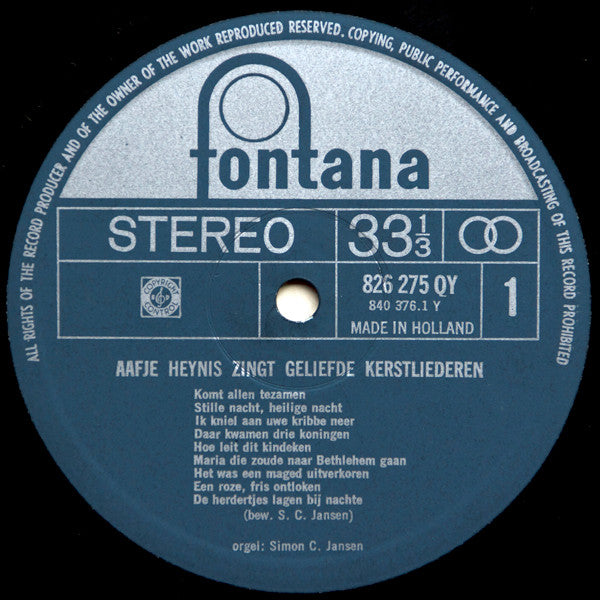 ALL RIGHTS OF THE RECORD PRODUCER AND OF THE OWNER OF THE WORK REPRODUCED RESERVED. COPYING, PUBLIC PERFORMANCE AND BROADCASTING OF THIS RECORD PROHIBITED
fontana
STEREO 33⅓
826 275 QY 1
840 376.1 Y
COPYRIGHT
CONTROL
MADE IN HOLLAND
AAFJE HEYNIS ZINGT GELIEFDE KERSTLIEDEREN
Komt allen tezamen
Stille nacht, heilige nacht
Ik kniel aan uwe kribbe neer
Daar kwamen drie koningen
Hoe leit dit kindeken
Maria die zoude naar Bethlehem gaan
Het was een maged uitverkoren
Een roze, fris ontloken
De herdertjes lagen bij nachte
(bew. S. C. Jansen)
orgel: Simon C. Jansen